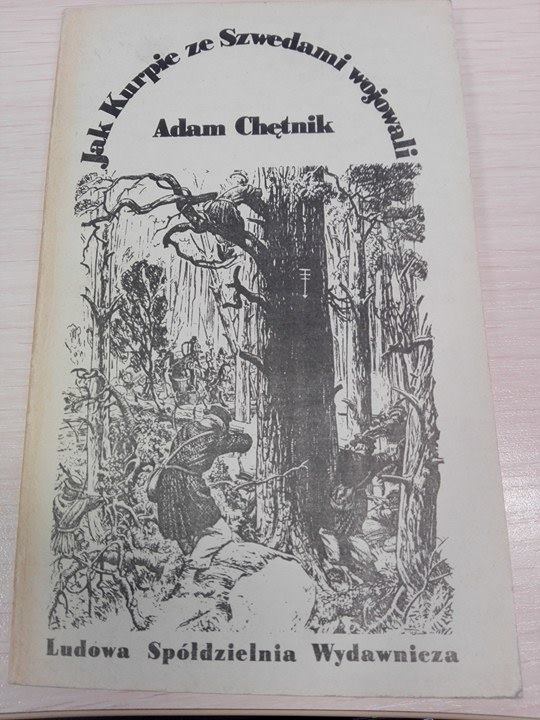 Jak Kurpie ze Szwedami wojowali
Adam Chętnik
Ludowa Spółdzielnia Wydawnicza